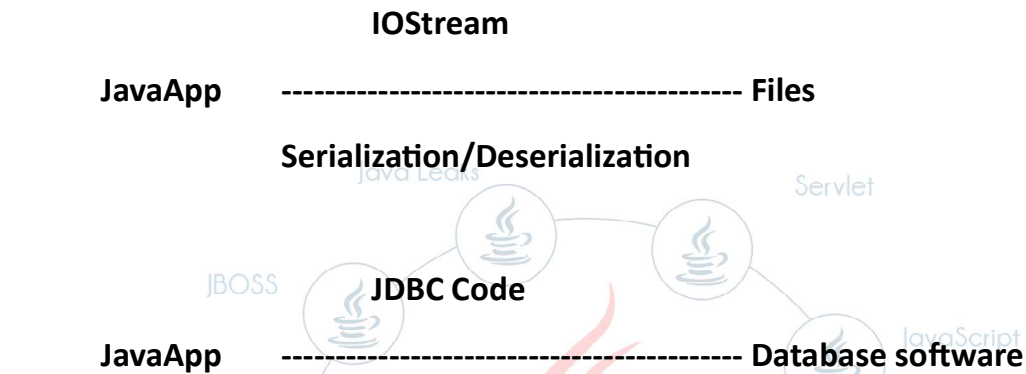 IOStream
JavaApp ------------------------------------------- Files
Serialization/Deserialization
Java Leaks
Servlet
JBOSS
JDBC Code
JavaScript
JavaApp ------------------------------------------- Database software